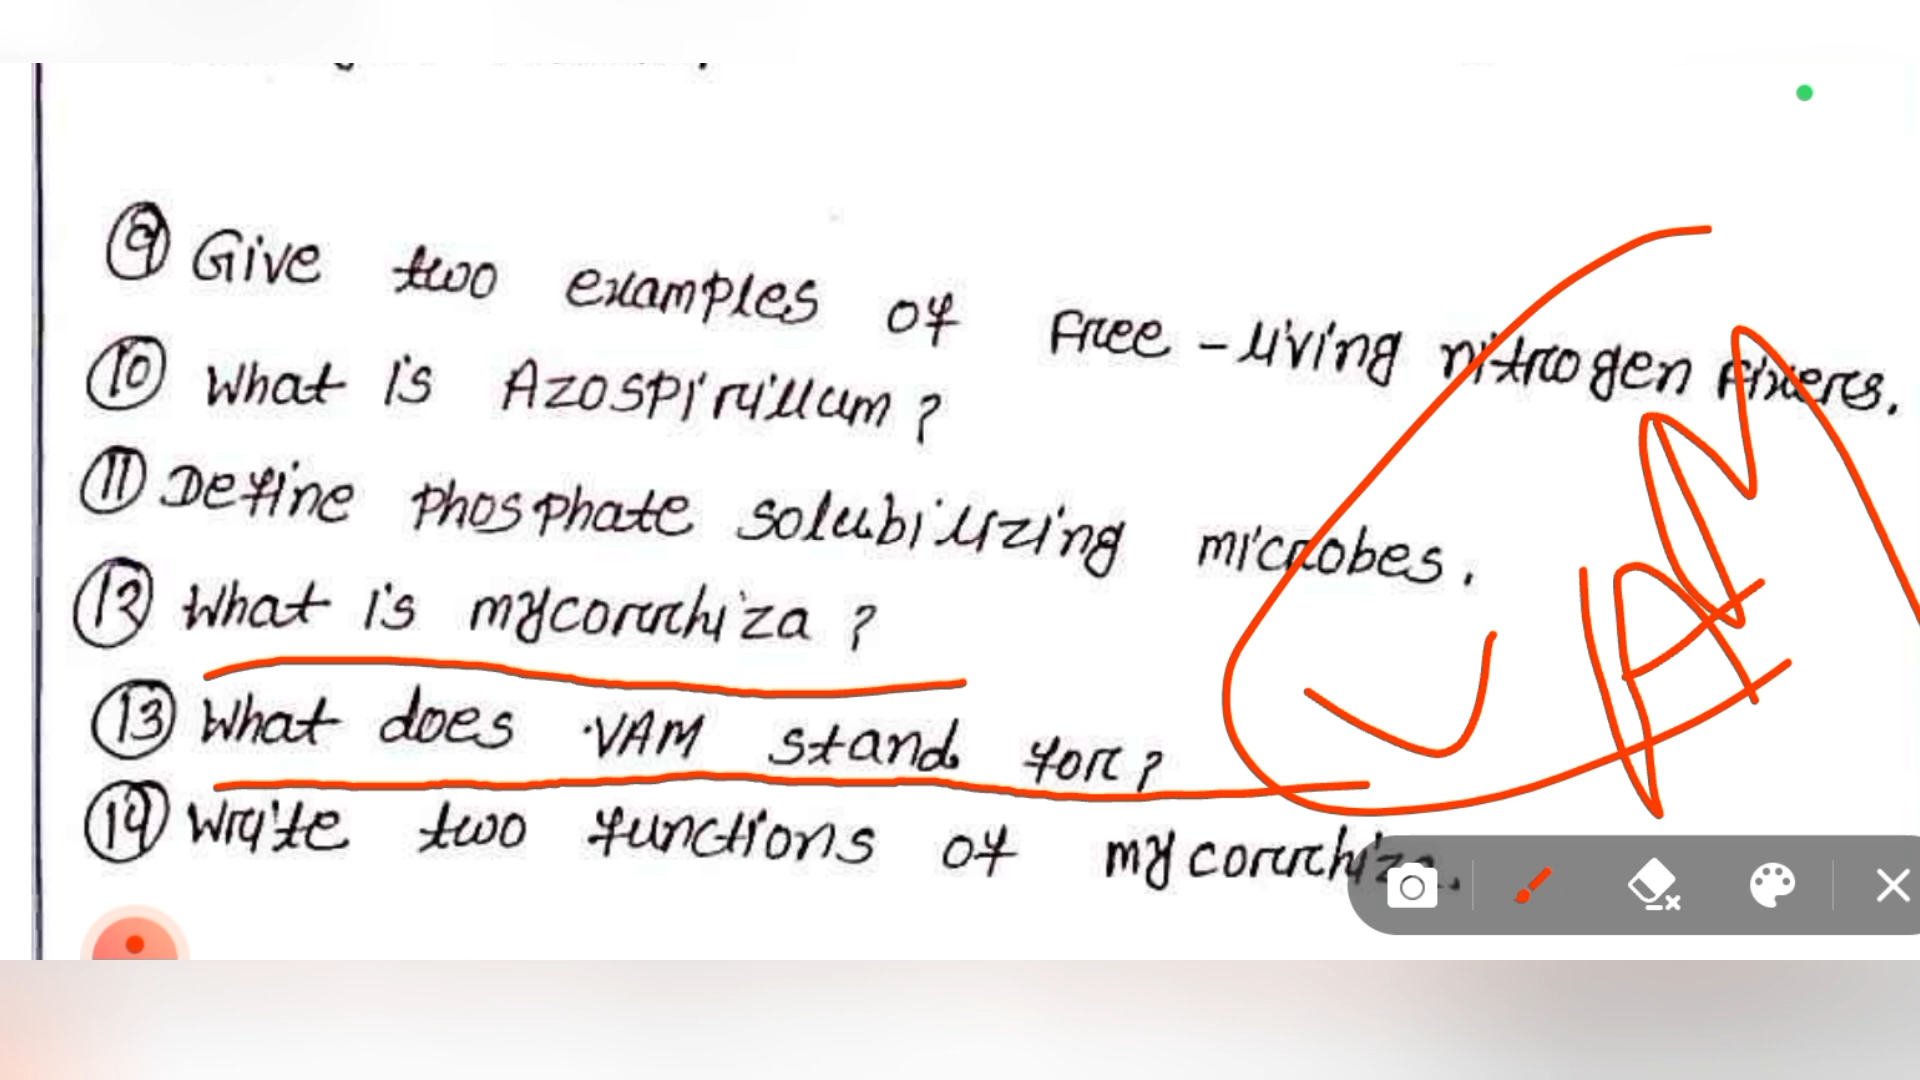 9 Give two examples of Free-living nitrogen fixers.
10 What is Azospirillum?
11 Define phosphate solubilizing microbes.
12 What is mycorrhiza?
13 What does VAM stand for?
VAM
14 Write two functions of mycorrhiza.